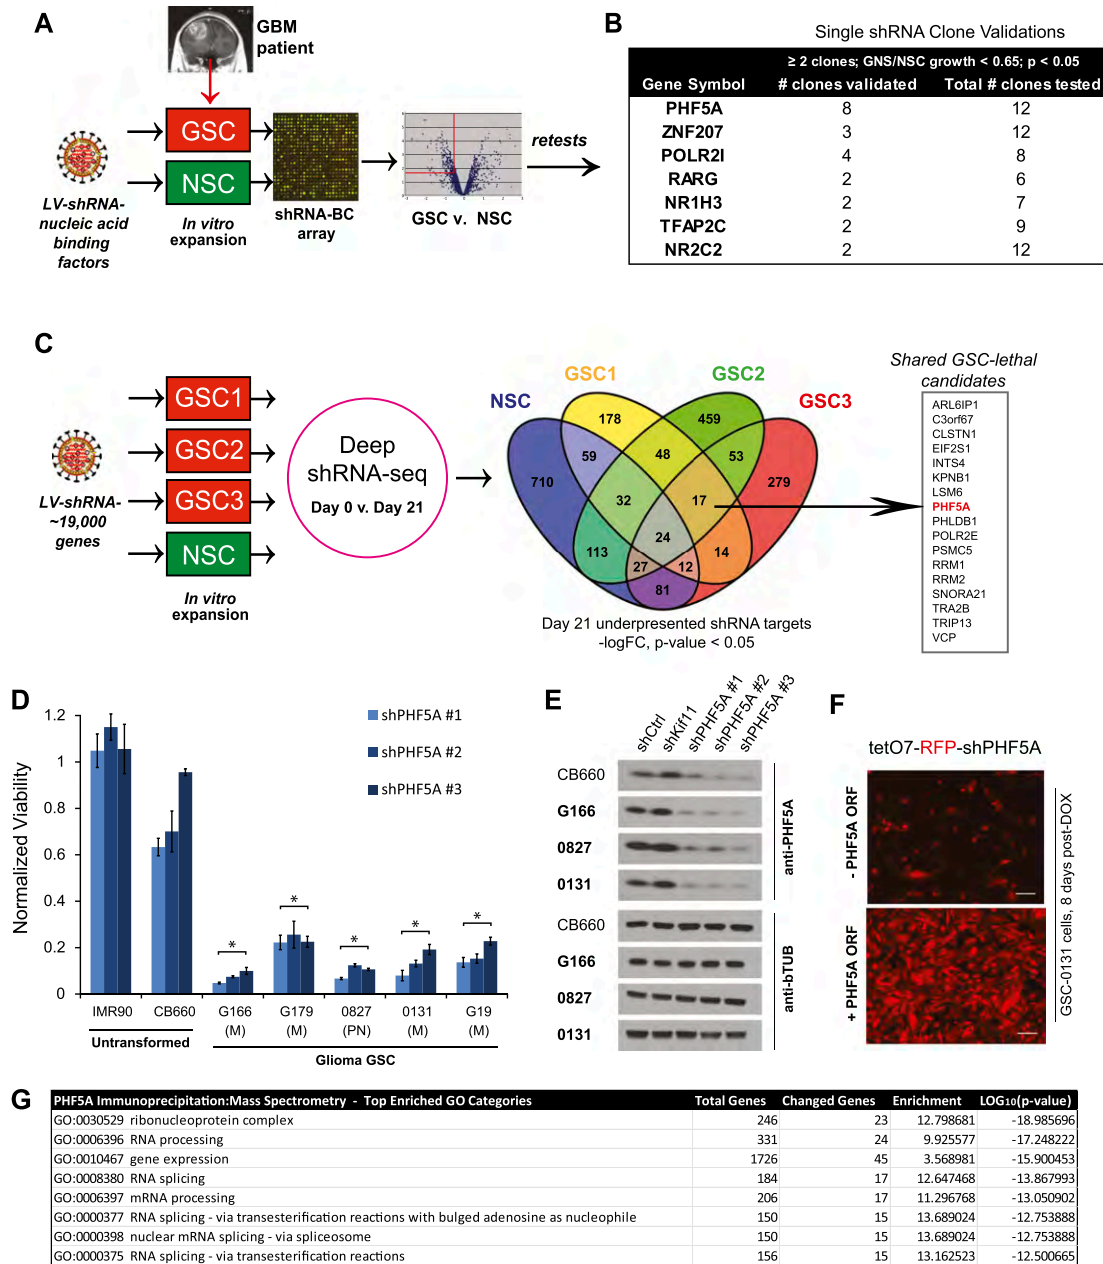 A
GBM
patient
GSC
NSC
LV-shRNA-
nucleic acid
binding
factors
In vitro
expansion
shRNA-BC
array
GSC v. NSC
retests
B
Single shRNA Clone Validations
≥ 2 clones; GNS/NSC growth < 0.65; p < 0.05
Gene Symbol # clones validated Total # clones tested
PHF5A 8 12
ZNF207 3 12
POLR2I 4 8
RARG 2 6
NR1H3 2 7
TFAP2C 2 9
NR2C2 2 12
C
LV-shRNA-
~19,000
genes
GSC1
GSC2
GSC3
NSC
In vitro
expansion
Deep
shRNA-seq
Day 0 v. Day 21
NSC
GSC1
GSC2
GSC3
178 459
59 48 53
710 32 17 279
24
113 27 12 14
81
Day 21 underpresented shRNA targets
-logFC, p-value < 0.05
Shared GSC-lethal
candidates
ARL6IP1
C3orf67
CLSTN1
EIF2S1
INTS4
KPNB1
LSM6
PHF5A
PHLDB1
POLR2E
PSMC5
RRM1
RRM2
SNORA21
TRA2B
TRIP13
VCP
D
Normalized Viability
1.2
1
0.8
0.6
0.4
0.2
0
shPHF5A #1
shPHF5A #2
shPHF5A #3
* * * * *
IMR90 CB660 G166 G179 0827 0131 G19
(M) (M) (PN) (M) (M)
Untransformed
Glioma GSC
E
shCtrl
shKif11
shPHF5A #1
shPHF5A #2
shPHF5A #3
CB660
G166
0827
0131
anti-PHF5A
CB660
G166
0827
0131
anti-bTUB
F
tetO7-RFP-shPHF5A
- PHF5A ORF
+ PHF5A ORF
GSC-0131 cells, 8 days post-DOX
G
PHF5A Immunoprecipitation:Mass Spectrometry - Top Enriched GO Categories Total Genes Changed Genes Enrichment LOG10(p-value)
GO:0030529 ribonucleoprotein complex 246 23 12.798681 -18.985696
GO:0006396 RNA processing 331 24 9.925577 -17.248222
GO:0010467 gene expression 1726 45 3.568981 -15.900453
GO:0008380 RNA splicing 184 17 12.647468 -13.867993
GO:0006397 mRNA processing 206 17 11.296768 -13.050902
GO:0000377 RNA splicing - via transesterification reactions with bulged adenosine as nucleophile 150 15 13.689024 -12.753888
GO:0000398 nuclear mRNA splicing - via spliceosome 150 15 13.689024 -12.753888
GO:0000375 RNA splicing - via transesterification reactions 156 15 13.162523 -12.500665